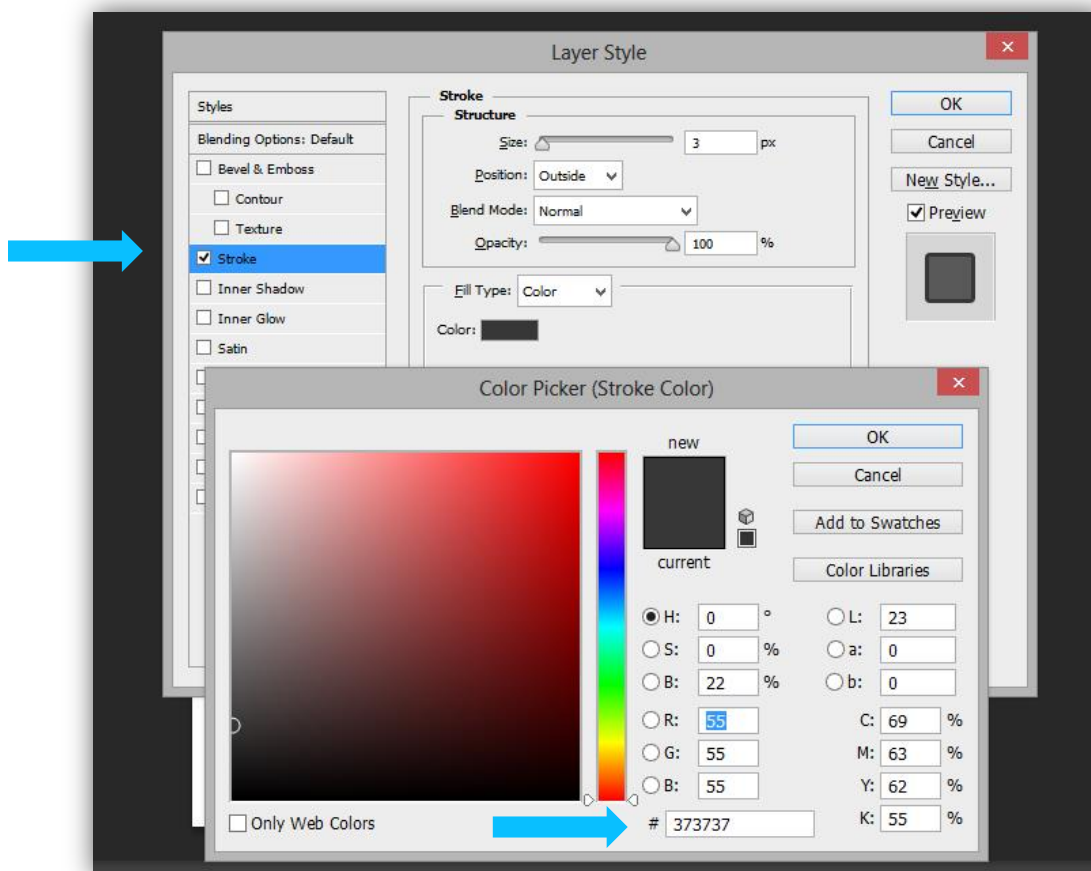 Layer Style
Styles
Blending Options: Default
Bevel & Emboss
Contour
Texture
Stroke
Inner Shadow
Inner Glow
Satin
Stroke
Structure
Size: 3 px
Position: Outside
Blend Mode: Normal
Opacity: 100 %
Fill Type: Color
Color:
OK
Cancel
New Style...
Preview
Color Picker (Stroke Color)
new
current
OK
Cancel
Add to Swatches
Color Libraries
H: 0 °
S: 0 %
B: 22 %
R: 55
G: 55
B: 55
# 373737
L: 23
a: 0
b: 0
C: 69 %
M: 63 %
Y: 62 %
K: 55 %
Only Web Colors